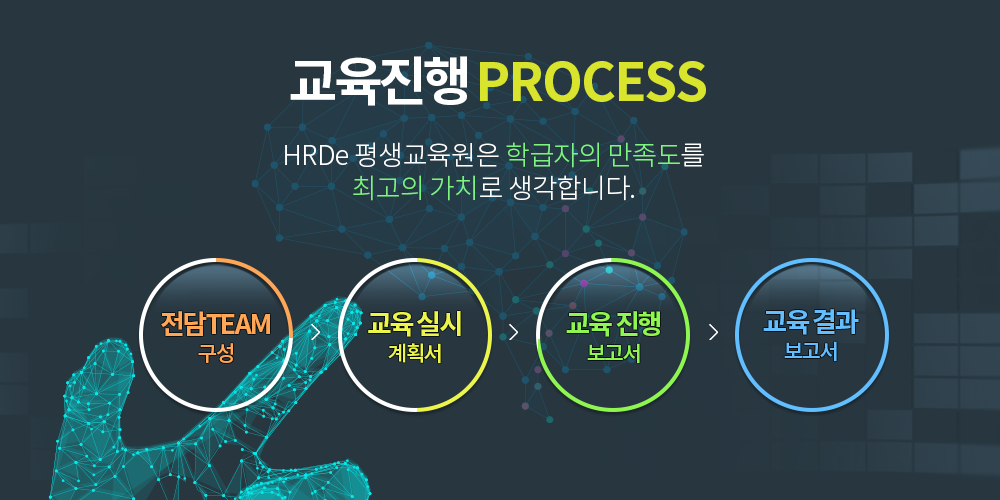 교육진행 PROCESS
HRDe 평생교육원은 학급자의 만족도를
최고의 가치로 생각합니다.
전담TEAM
구성
교육 실시
계획서
교육 진행
보고서
교육 결과
보고서